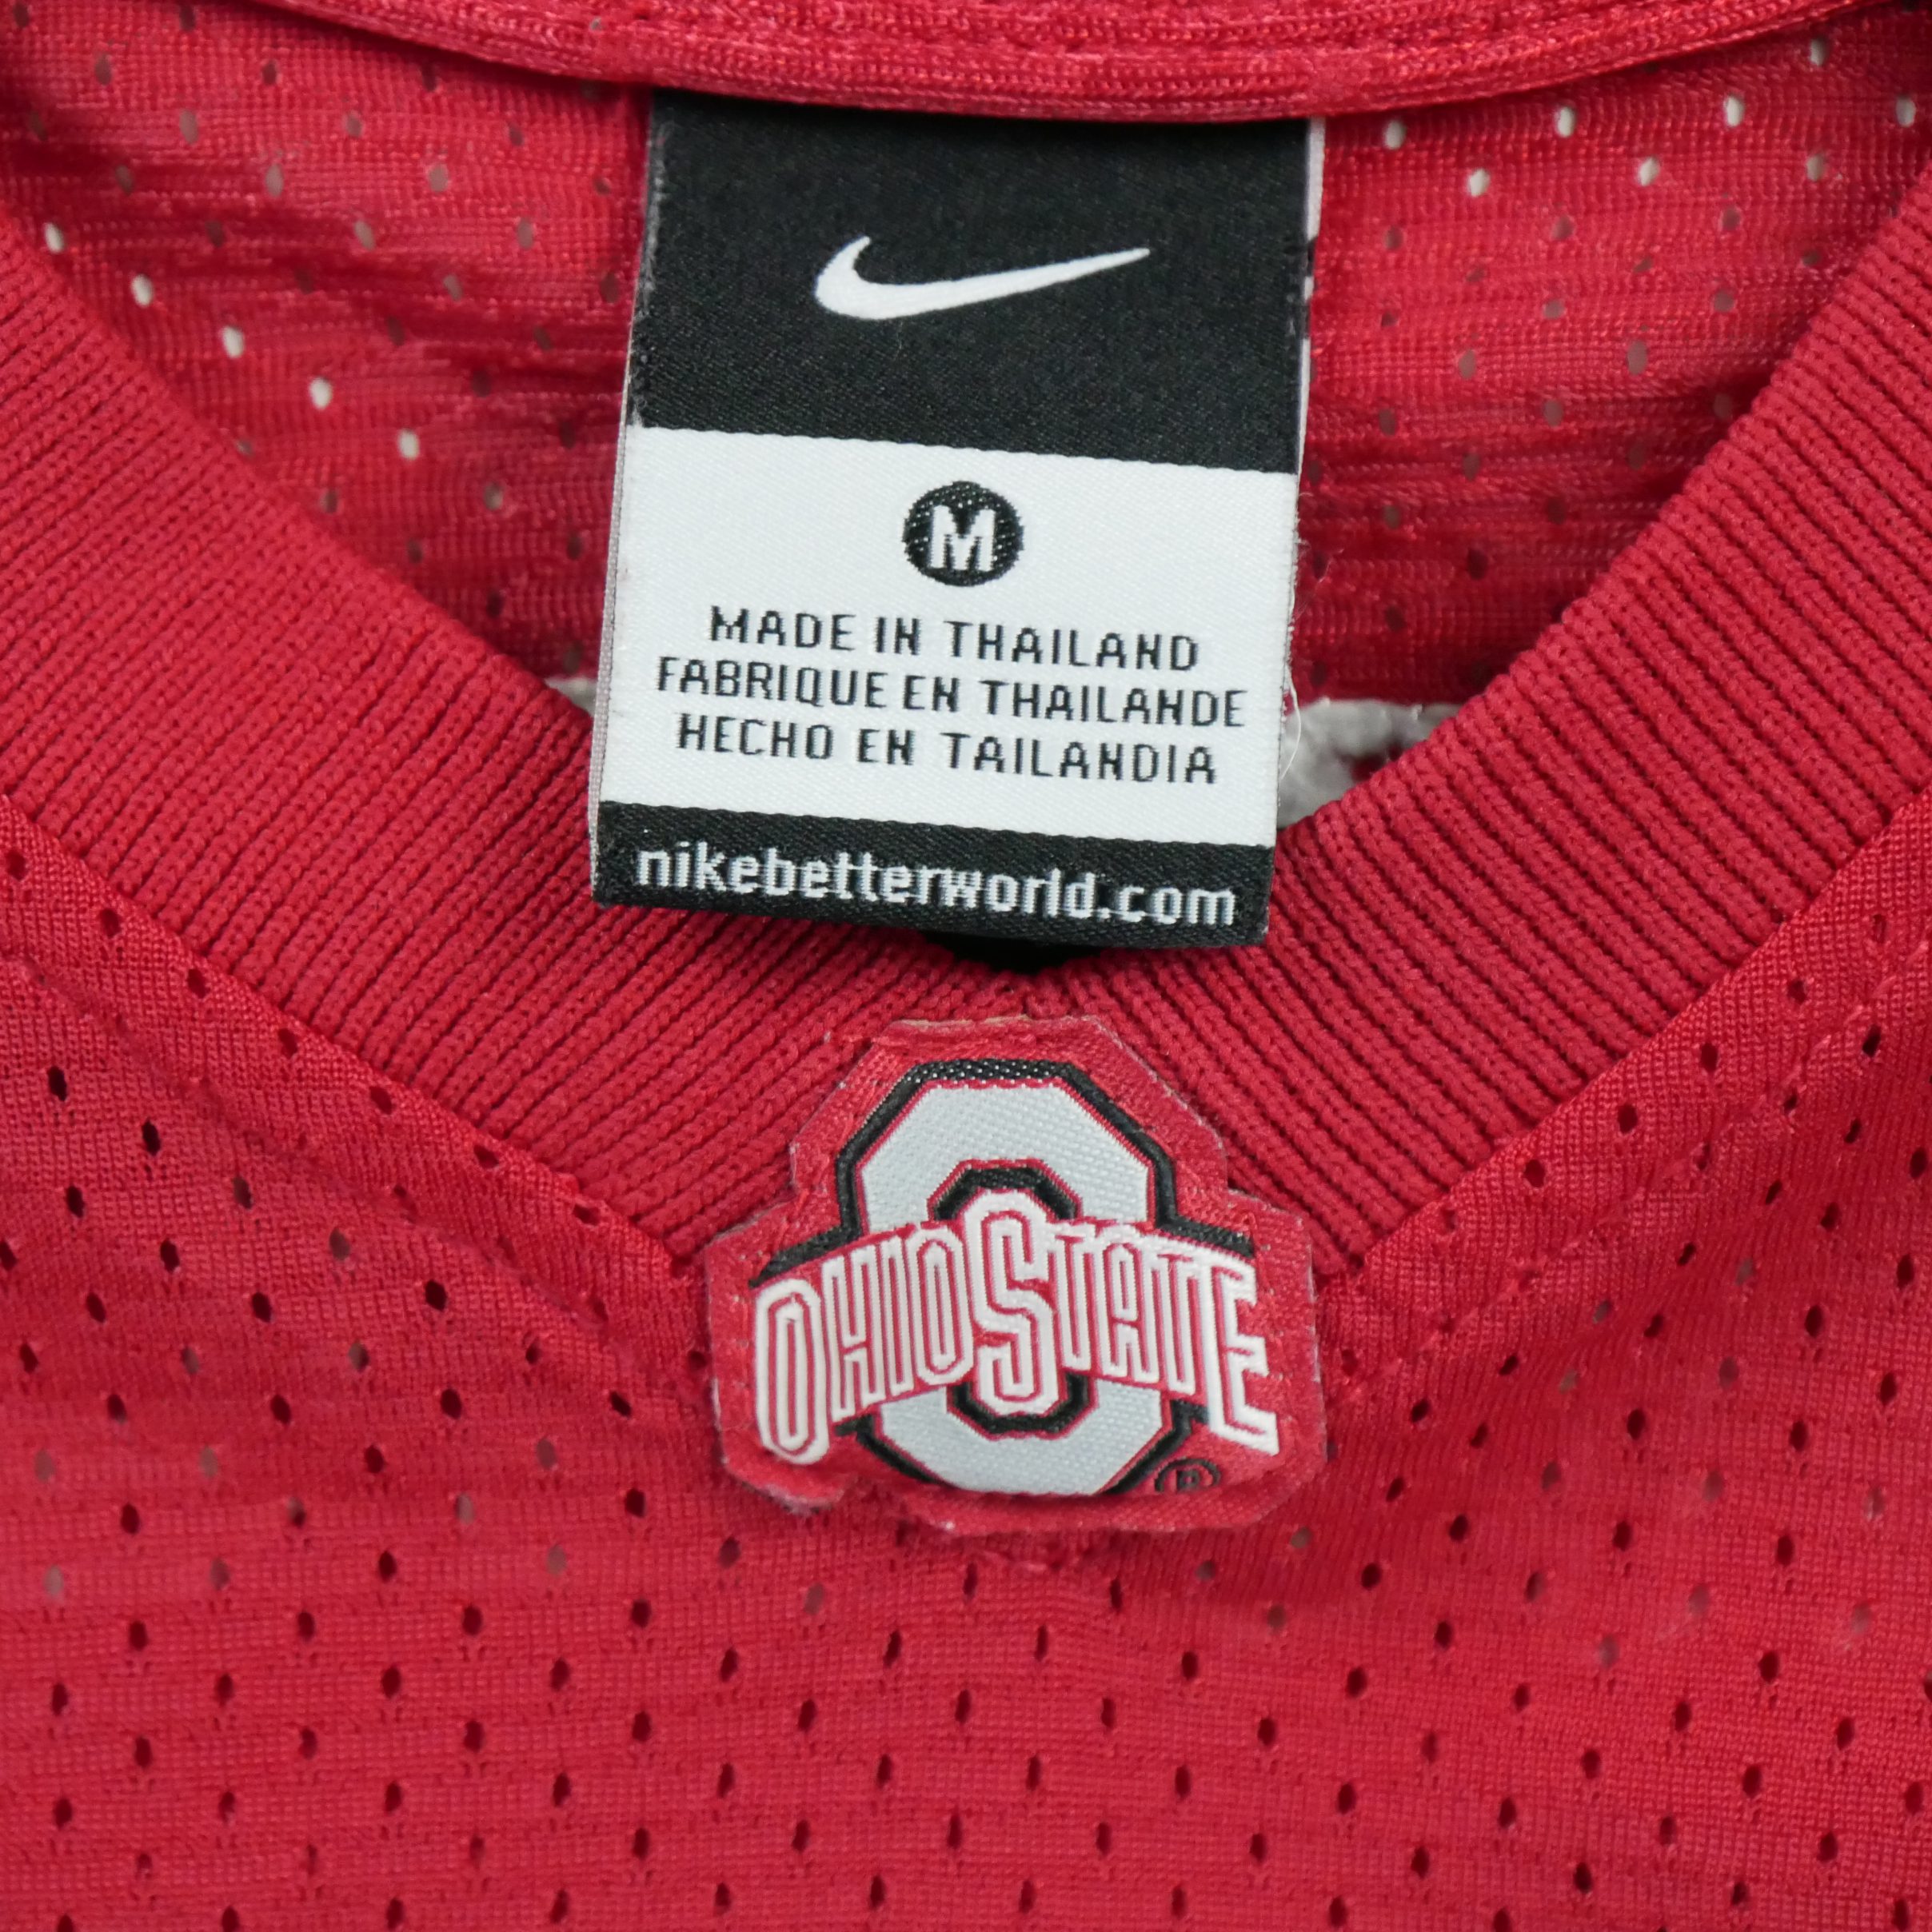 M
MADE IN THAILAND
FABRIQUE EN THAILANDE
HECHO EN TAILANDIA
nikebetterworld.com
OHIO STATE
®